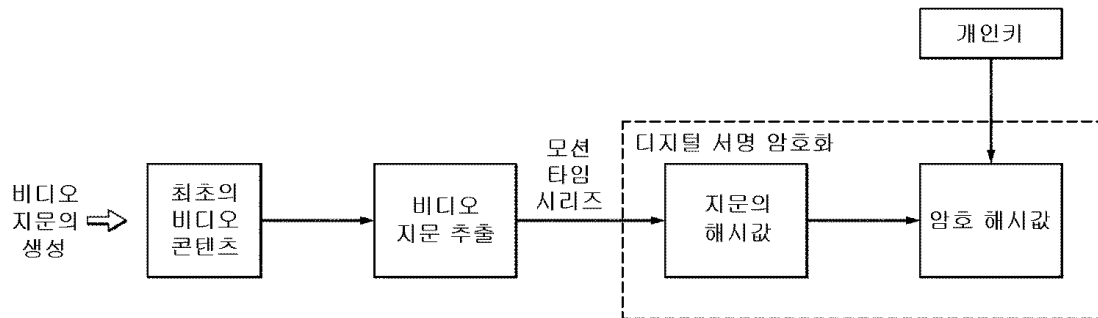 개인키
디지털 서명 암호화
비디오
지문의
생성
최초의
비디오
콘텐츠
비디오
지문 추출
모션
타임
시리즈
지문의
해시값
암호 해시값